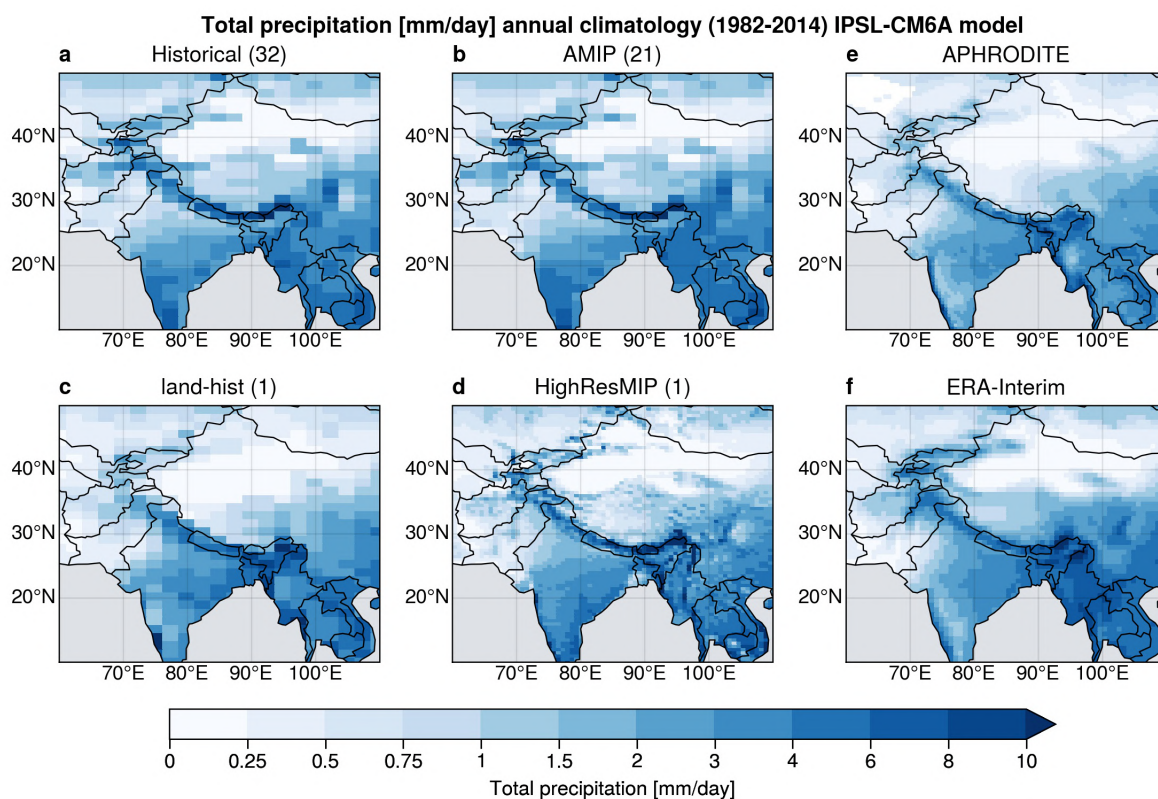 Total precipitation [mm/day] annual climatology (1982-2014) IPSL-CM6A model
a Historical (32)
b AMIP (21)
e APHRODITE
40°N
30°N
20°N
70°E 80°E 90°E 100°E
40°N
30°N
20°N
70°E 80°E 90°E 100°E
40°N
30°N
20°N
70°E 80°E 90°E 100°E
c land-hist (1)
d HighResMIP (1)
f ERA-Interim
40°N
30°N
20°N
70°E 80°E 90°E 100°E
40°N
30°N
20°N
70°E 80°E 90°E 100°E
40°N
30°N
20°N
70°E 80°E 90°E 100°E
0 0.25 0.5 0.75 1 1.5 2 3 4 6 8 10
Total precipitation [mm/day]